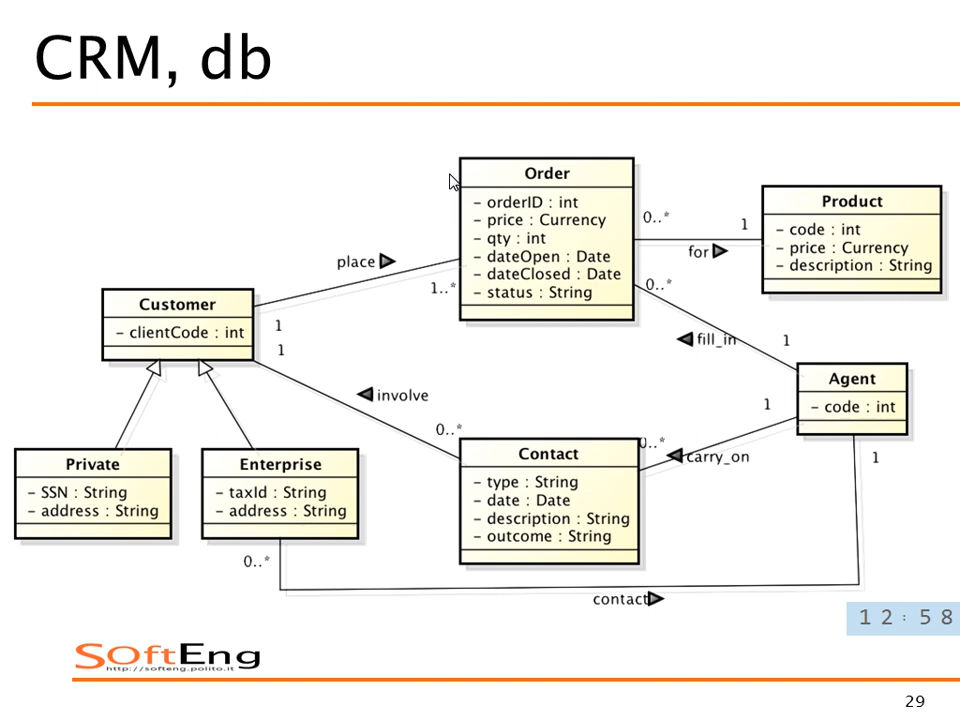 CRM, db
Order
- orderID : int
- price : Currency
- qty : int
- dateOpen : Date
- dateClosed : Date
- status : String
Product
- code : int
- price : Currency
- description : String
0..*
1
for
place
1..*
0..*
Customer
- clientCode : int
1
1
fill_in
1
Agent
- code : int
involve
1
0..*
0..*
carry_on
1
Private
- SSN : String
- address : String
Enterprise
- taxId : String
- address : String
Contact
- type : String
- date : Date
- description : String
- outcome : String
0..*
contact
12:58
SOftEng
http://softeng.polito.it
29